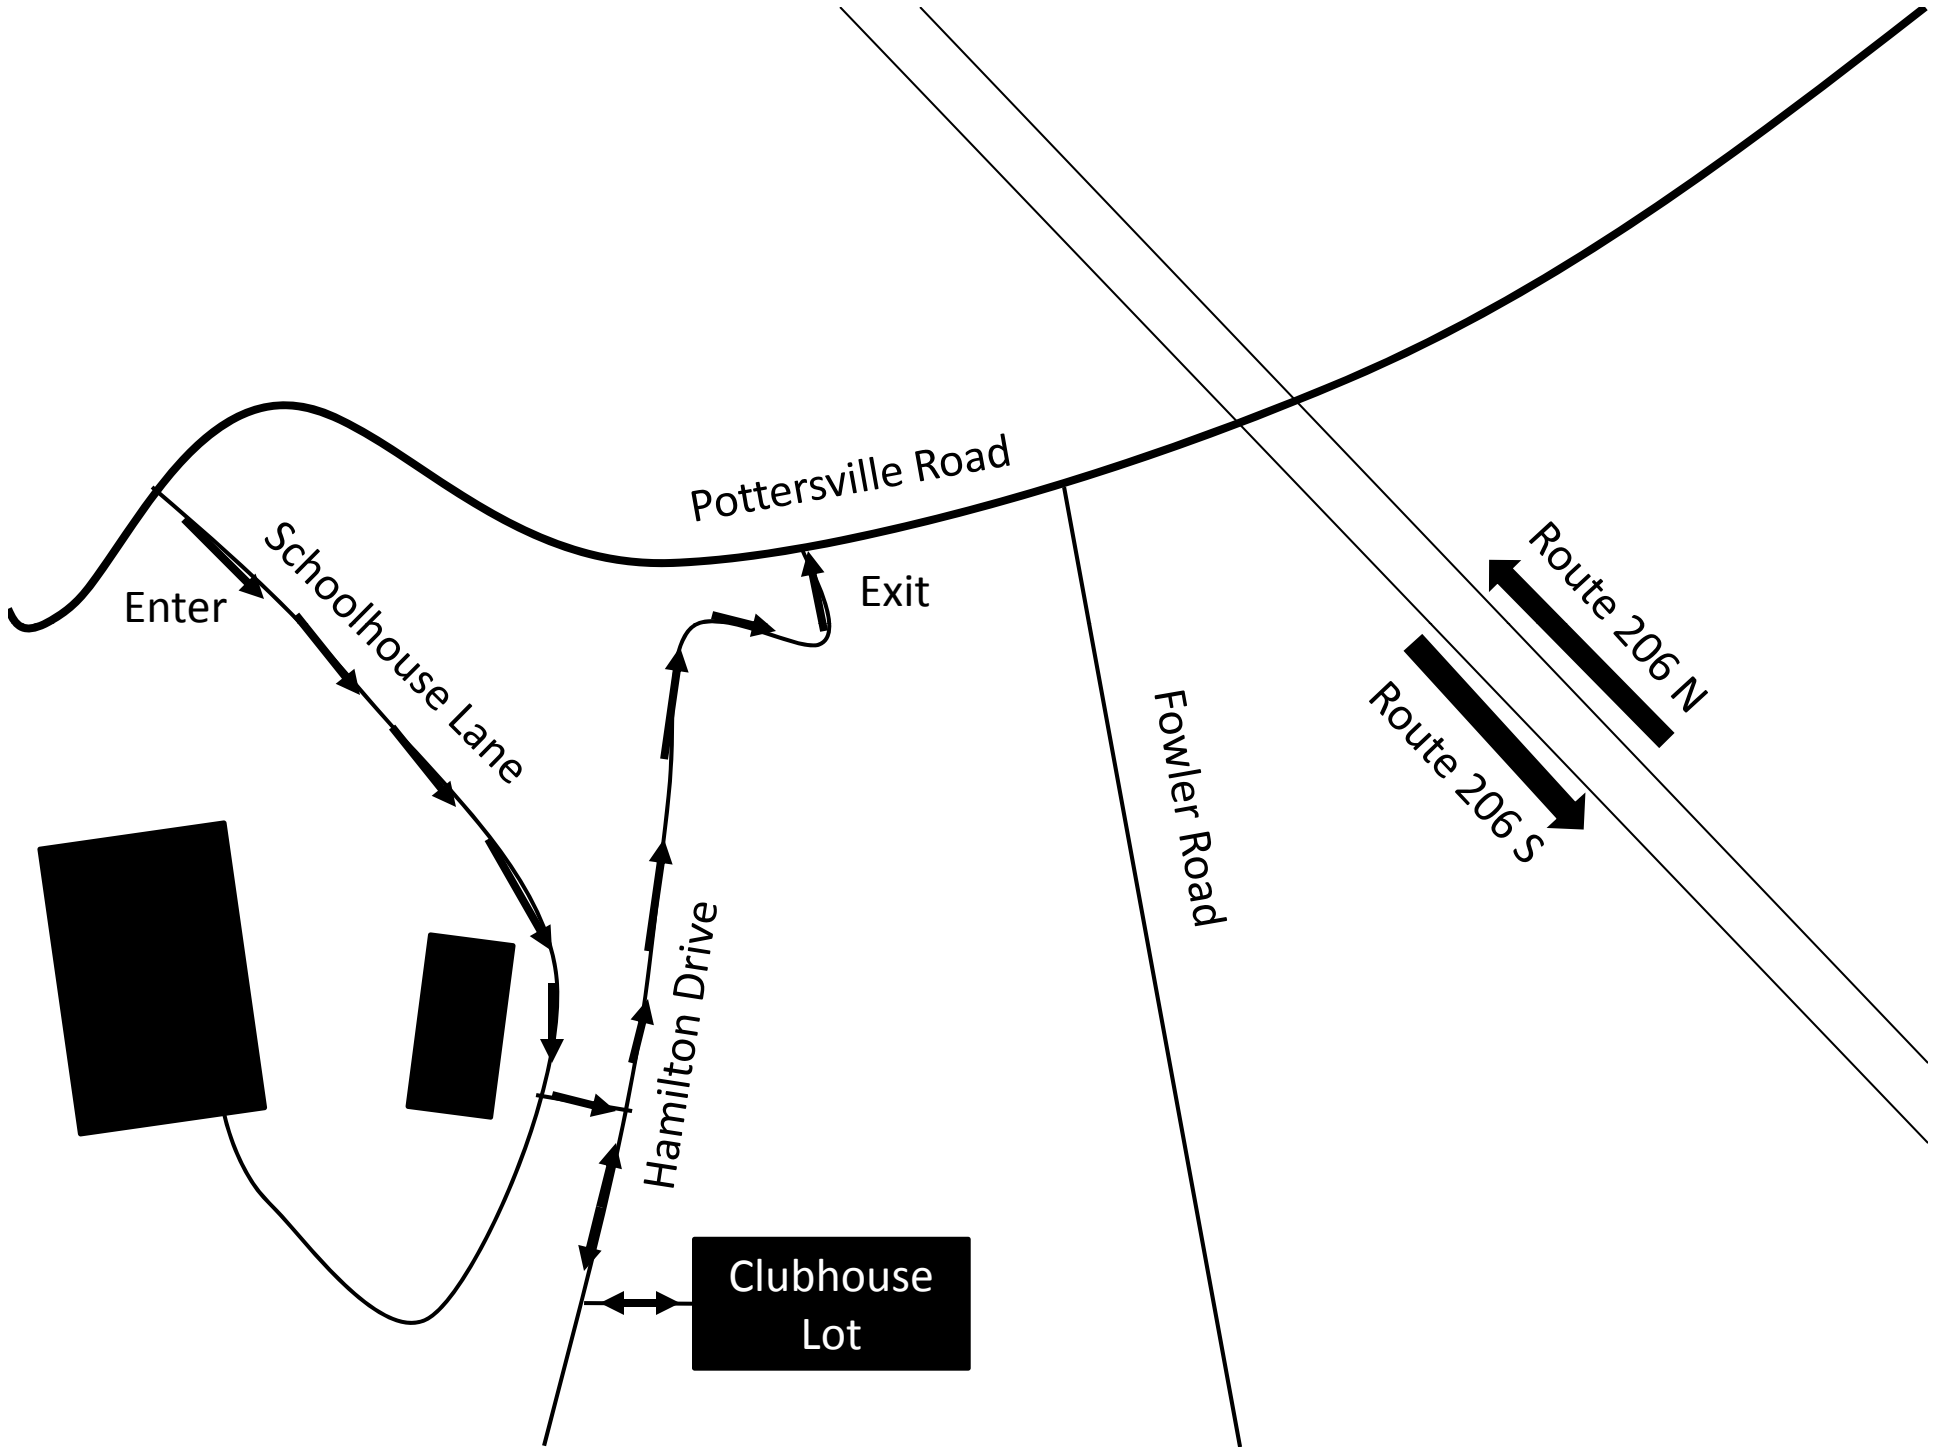 Pottersville Road
Schoolhouse Lane
Enter
Exit
Route 206 N
Route 206 S
Fowler Road
Hamilton Drive
Clubhouse
Lot